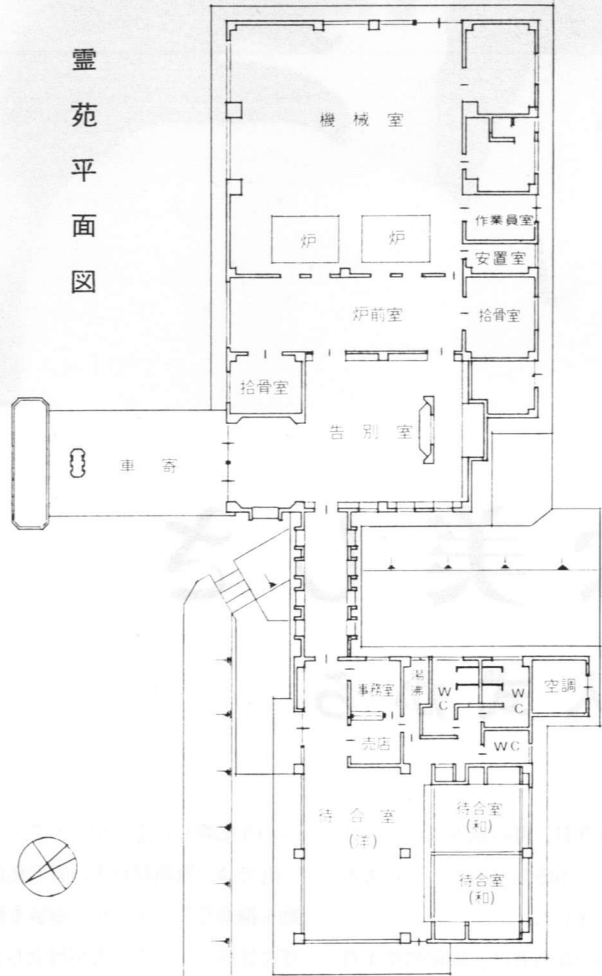 霊苑平面図
機械室
炉
炉
作業員室
安置室
炉前室
拾骨室
拾骨室
告別室
車寄
事務室
湯沸
WC
WC
空調
売店
WC
待合室
(洋)
待合室
(和)
待合室
(和)